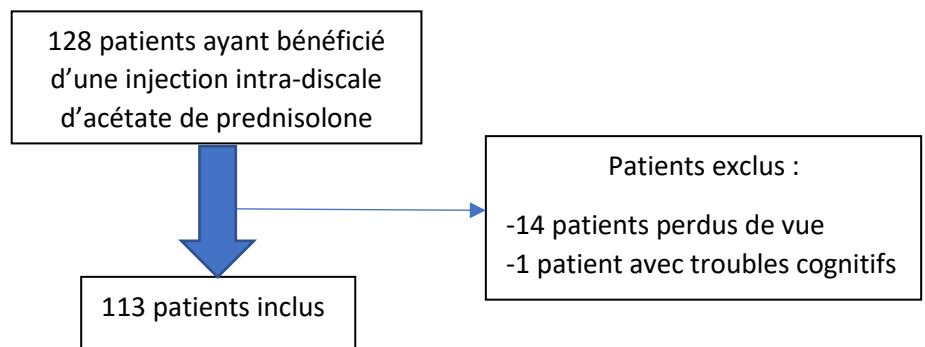 128 patients ayant bénéficié
d’une injection intra-discale
d’acétate de prednisolone
Patients exclus :
-14 patients perdus de vue
-1 patient avec troubles cognitifs
113 patients inclus